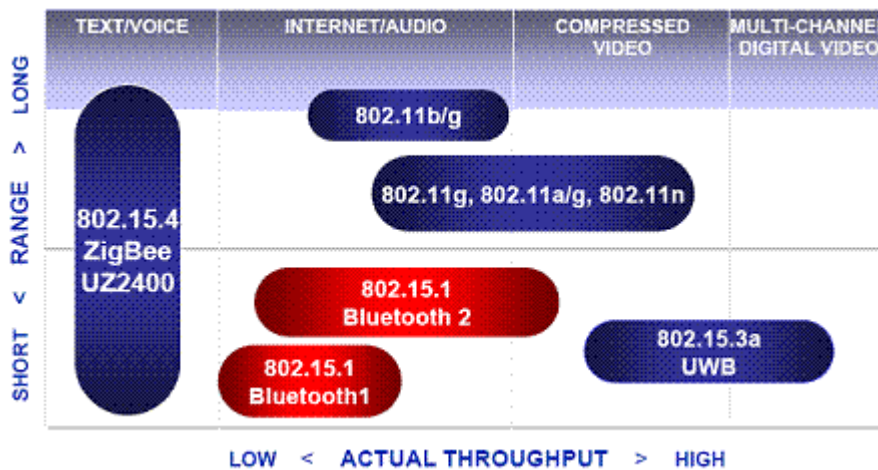 TEXT/VOICE
INTERNET/AUDIO
COMPRESSED
VIDEO
MULTI-CHANNEL
DIGITAL VIDEO
SHORT < RANGE > LONG
802.11b/g
802.11g, 802.11a/g, 802.11n
802.15.4
ZigBee
UZ2400
802.15.1
Bluetooth 2
802.15.3a
UWB
802.15.1
Bluetooth1
LOW < ACTUAL THROUGHPUT > HIGH